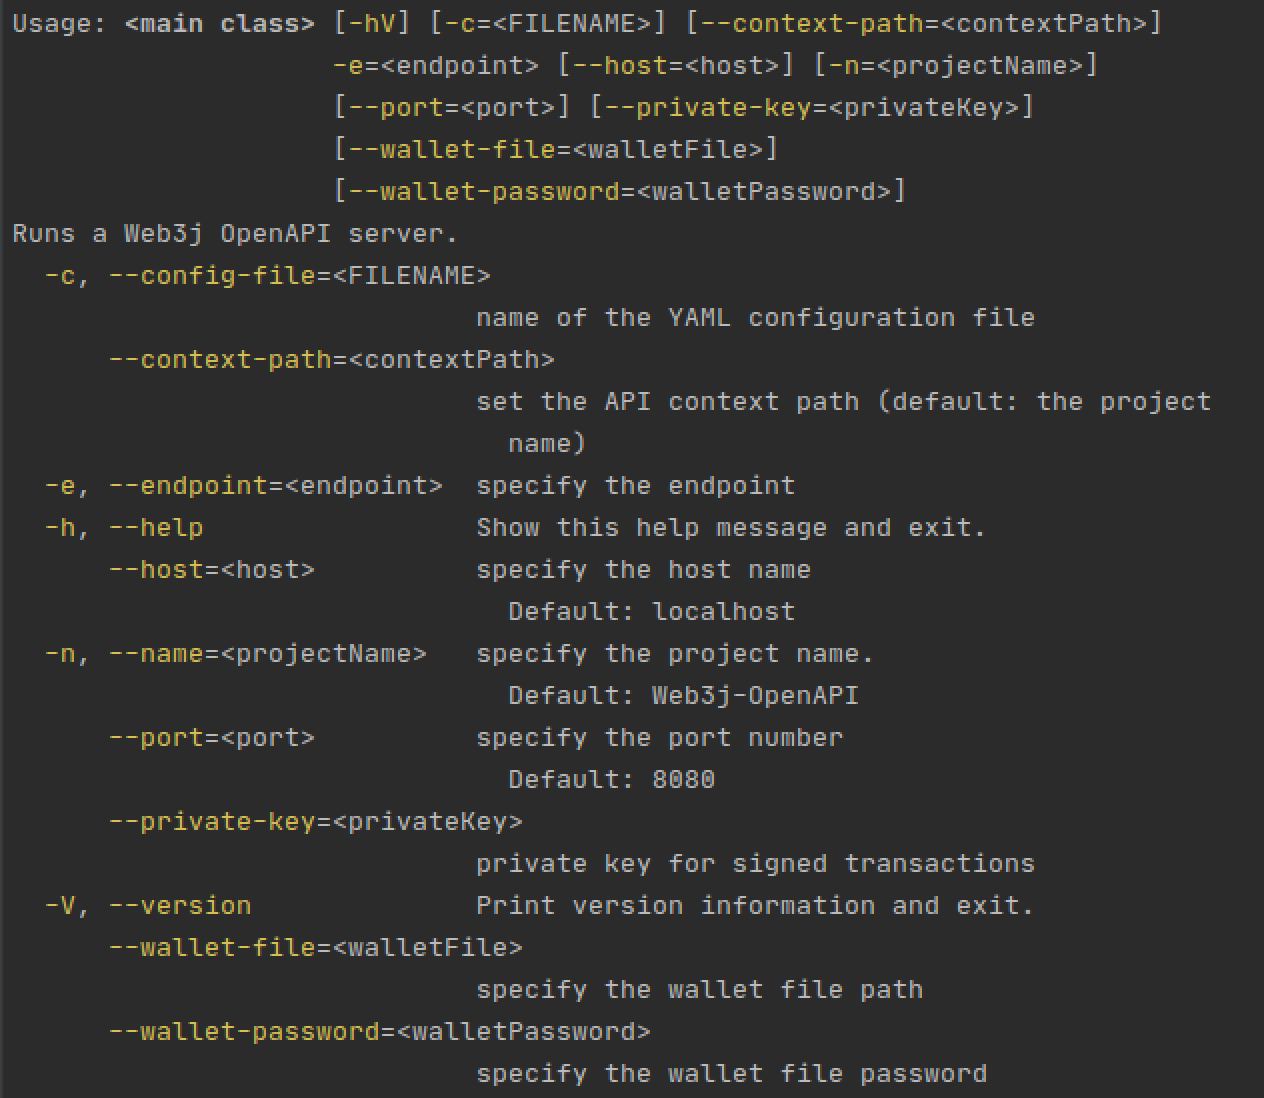 Usage: <main class> [-hV] [-c=<FILENAME>] [--context-path=<contextPath>]
-e=<endpoint> [--host=<host>] [-n=<projectName>]
[--port=<port>] [--private-key=<privateKey>]
[--wallet-file=<walletFile>]
[--wallet-password=<walletPassword>]
Runs a Web3j OpenAPI server.
-c, --config-file=<FILENAME>
name of the YAML configuration file
--context-path=<contextPath>
set the API context path (default: the project
name)
-e, --endpoint=<endpoint> specify the endpoint
-h, --help Show this help message and exit.
--host=<host> specify the host name
Default: localhost
-n, --name=<projectName> specify the project name.
Default: Web3j-OpenAPI
--port=<port> specify the port number
Default: 8080
--private-key=<privateKey>
private key for signed transactions
-V, --version Print version information and exit.
--wallet-file=<walletFile>
specify the wallet file path
--wallet-password=<walletPassword>
specify the wallet file password